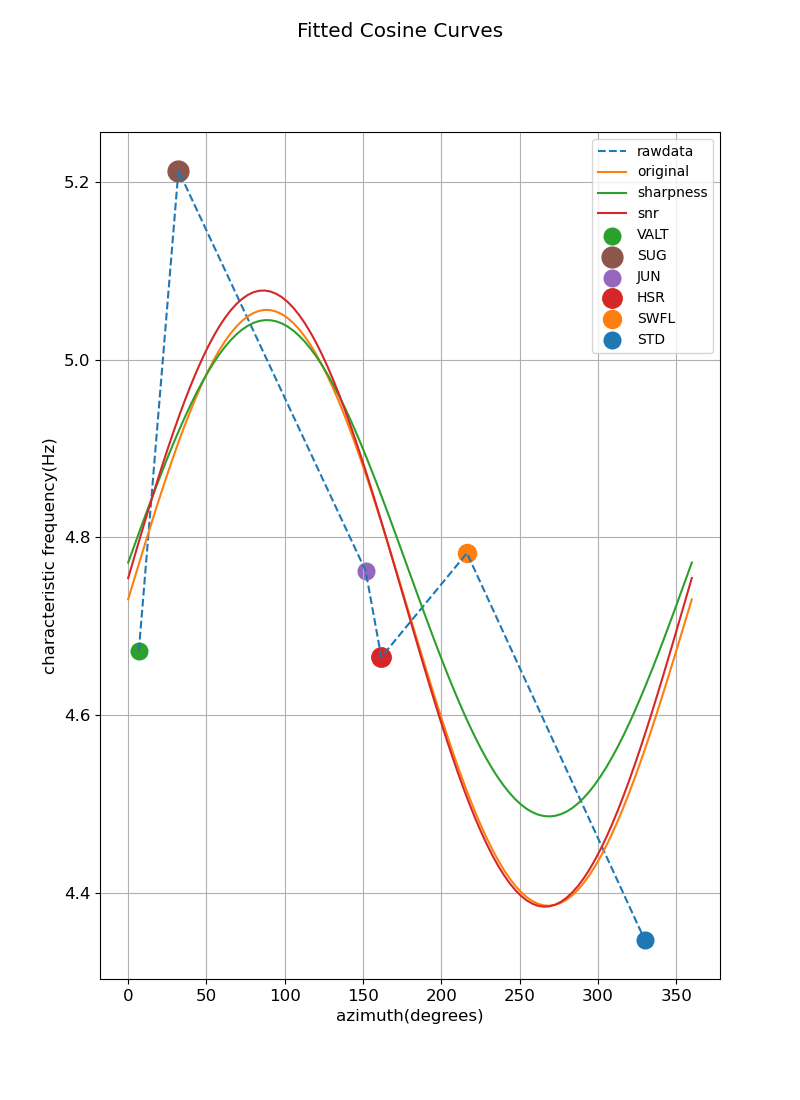 Fitted Cosine Curves
rawdata
original
sharpness
snr
VALT
SUG
JUN
HSR
SWFL
STD
5.2
5.0
4.8
4.6
4.4
characteristic frequency(Hz)
0 50 100 150 200 250 300 350
azimuth(degrees)